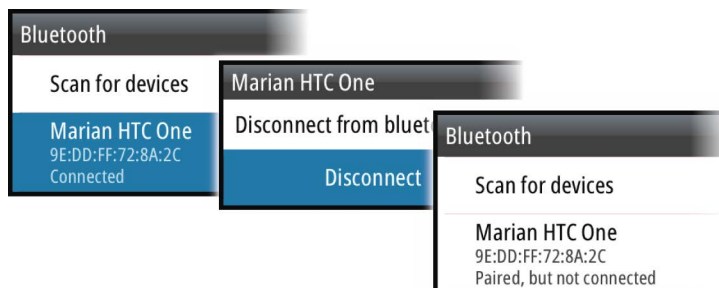 Bluetooth
Scan for devices
Marian HTC One
9E:DD:FF:72:8A:2C
Connected
Marian HTC One
Disconnect from
Disconnect
Bluetooth
Scan for devices
Marian HTC One
9E:DD:FF:72:8A:2C
Paired, but not connected